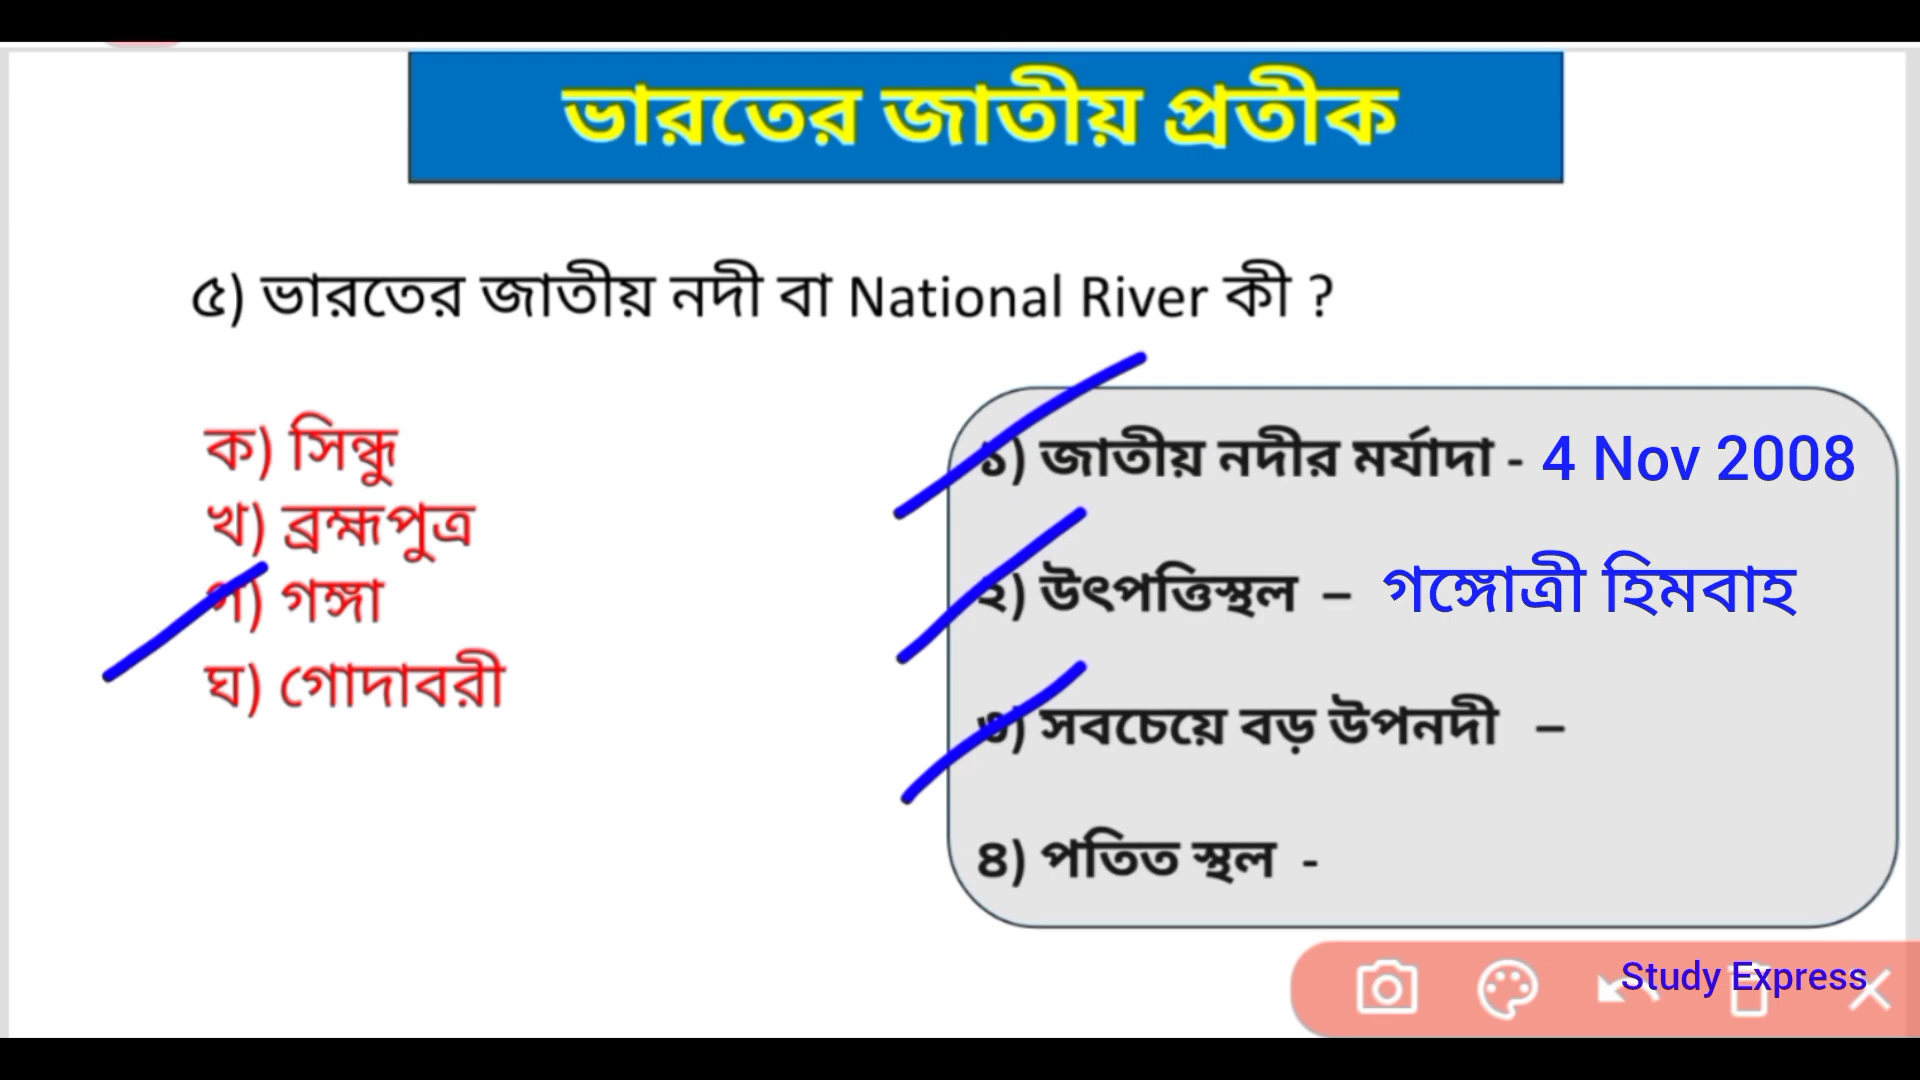 ভারতের জাতীয় প্রতীক
৫) ভারতের জাতীয় নদী বা National River কী ?
ক) সিন্ধু
খ) ব্রহ্মপুত্র
গ) গঙ্গা
ঘ) গোদাবরী
১) জাতীয় নদীর মর্যাদা - 4 Nov 2008
২) উৎপত্তিস্থল – গঙ্গোত্রী হিমবাহ
৩) সবচেয়ে বড় উপনদী –
৪) পতিত স্থল -
Study Express